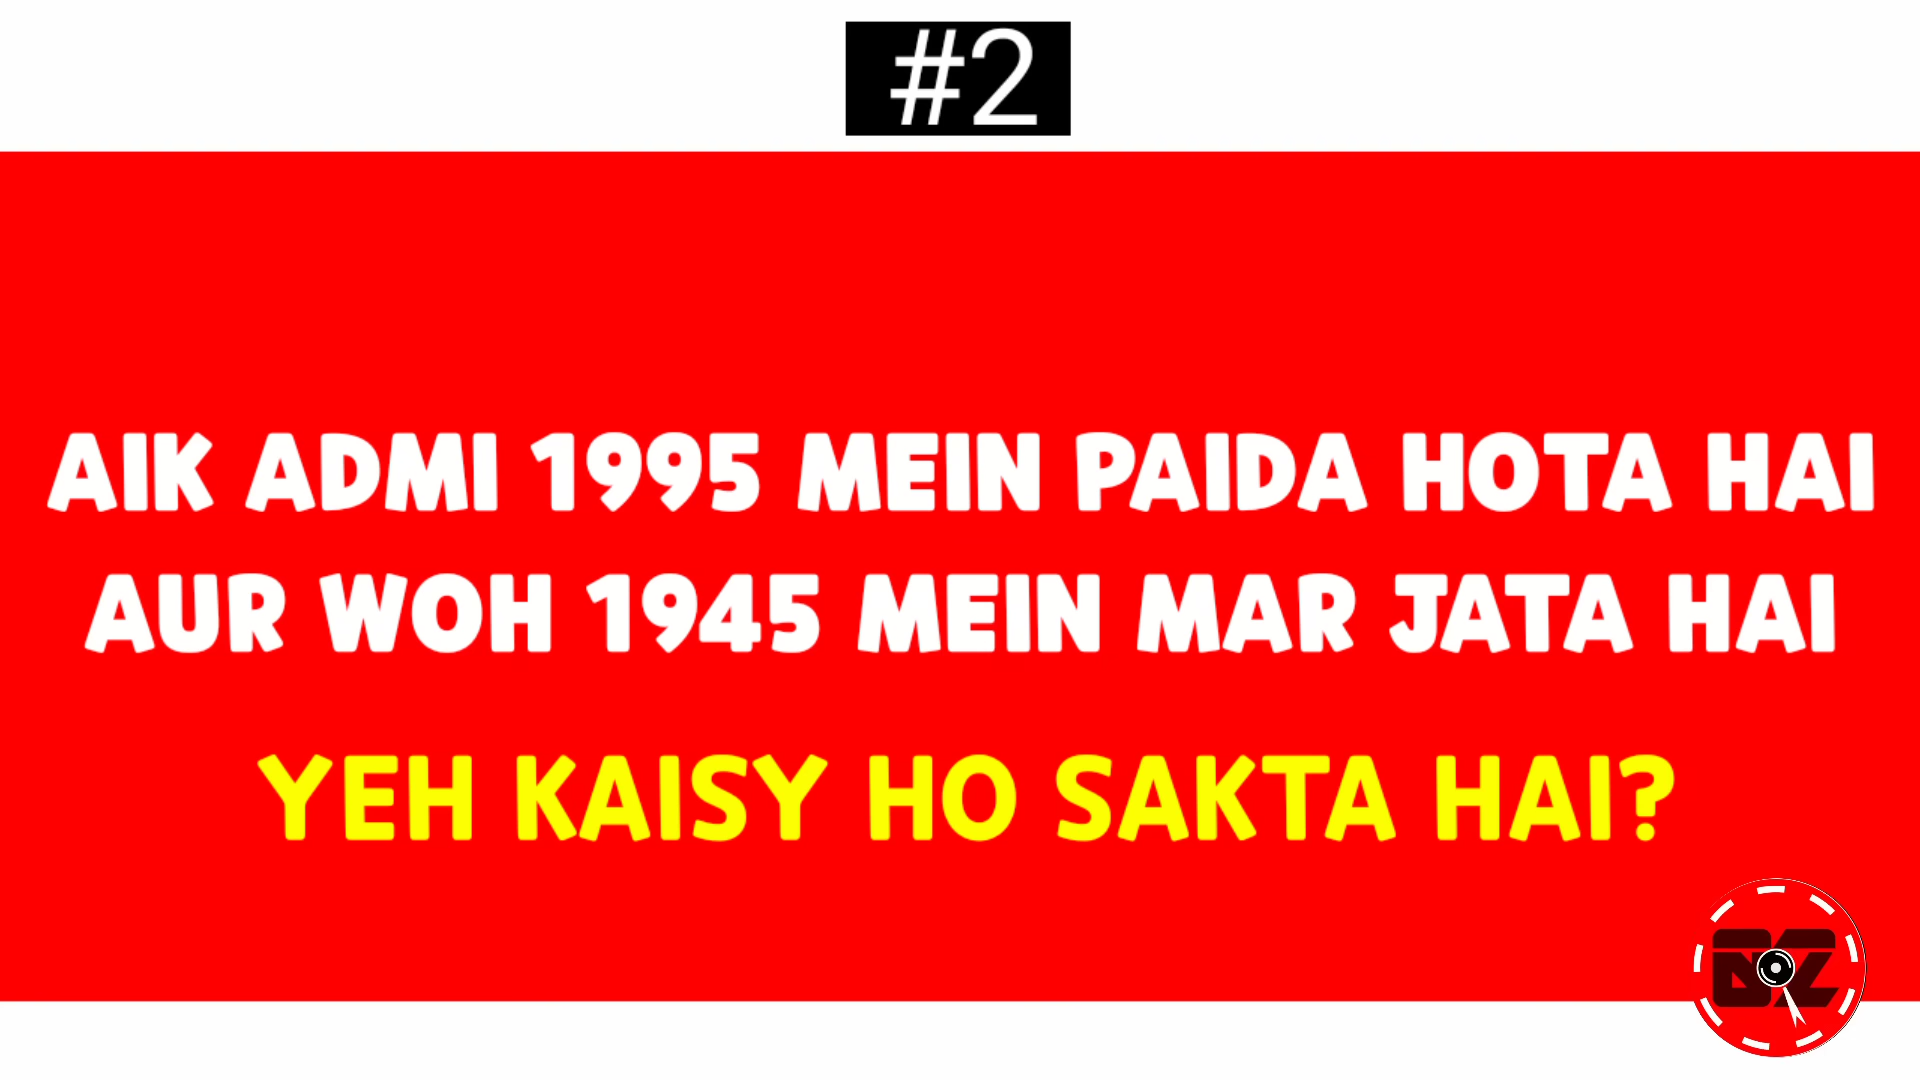 #2
AIK ADMI 1995 MEIN PAIDA HOTA HAI
AUR WOH 1945 MEIN MAR JATA HAI
YEH KAISY HO SAKTA HAI?